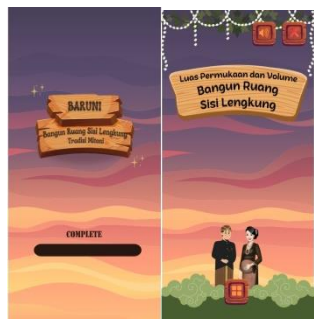 BARUNI
Bangun Ruang Sisi Lengkung
Tradisi Mitoni
COMPLETE
Luas Permukaan dan Volume
Bangun Ruang
Sisi Lengkung